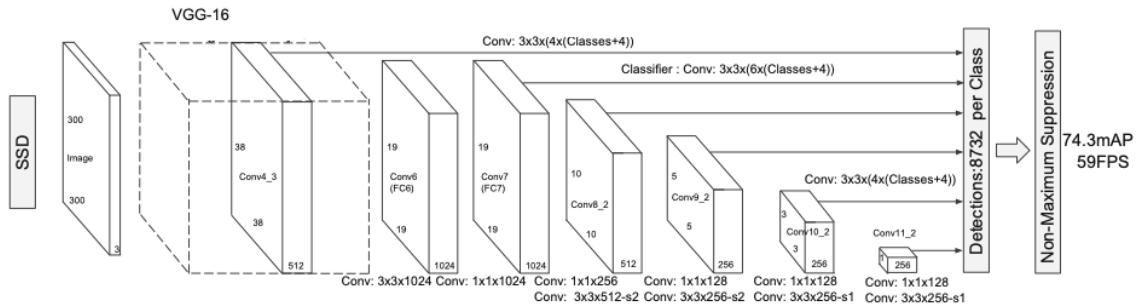 VGG-16
SSD
300
Image
300
3
38
Conv4_3
38
512
19
Conv6
(FC6)
19
1024
19
Conv7
(FC7)
19
1024
10
Conv8_2
10
512
5
Conv9_2
5
256
3
Conv10_2
3
256
Conv11_2
1
256
Conv: 3x3x(4x(Classes+4))
Classifier : Conv: 3x3x(6x(Classes+4))
Conv: 3x3x(4x(Classes+4))
Conv: 3x3x1024
Conv: 1x1x1024
Conv: 1x1x256
Conv: 3x3x512-s2
Conv: 1x1x128
Conv: 3x3x256-s2
Conv: 1x1x128
Conv: 3x3x256-s1
Conv: 1x1x128
Conv: 3x3x256-s1
Detections:8732 per Class
Non-Maximum Suppression
74.3mAP
59FPS